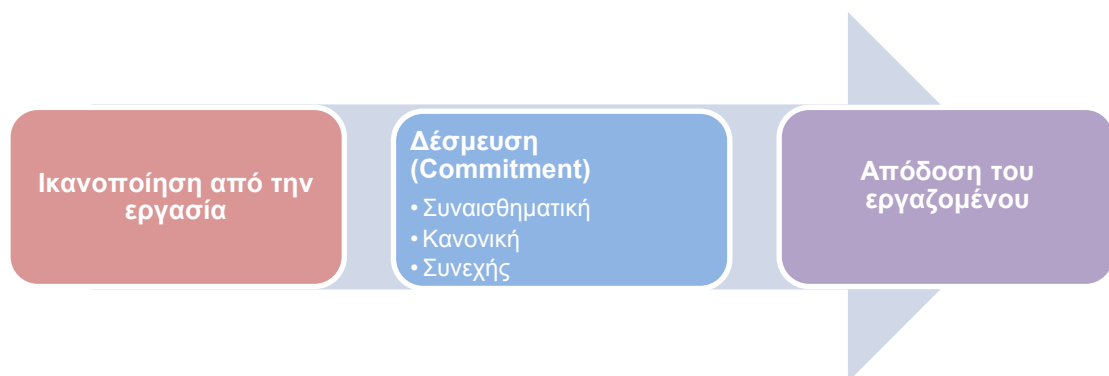 Ικανοποίηση από την
εργασία
Δέσμευση
(Commitment)
• Συναισθηματική
• Κανονική
• Συνεχής
Απόδοση του
εργαζομένου